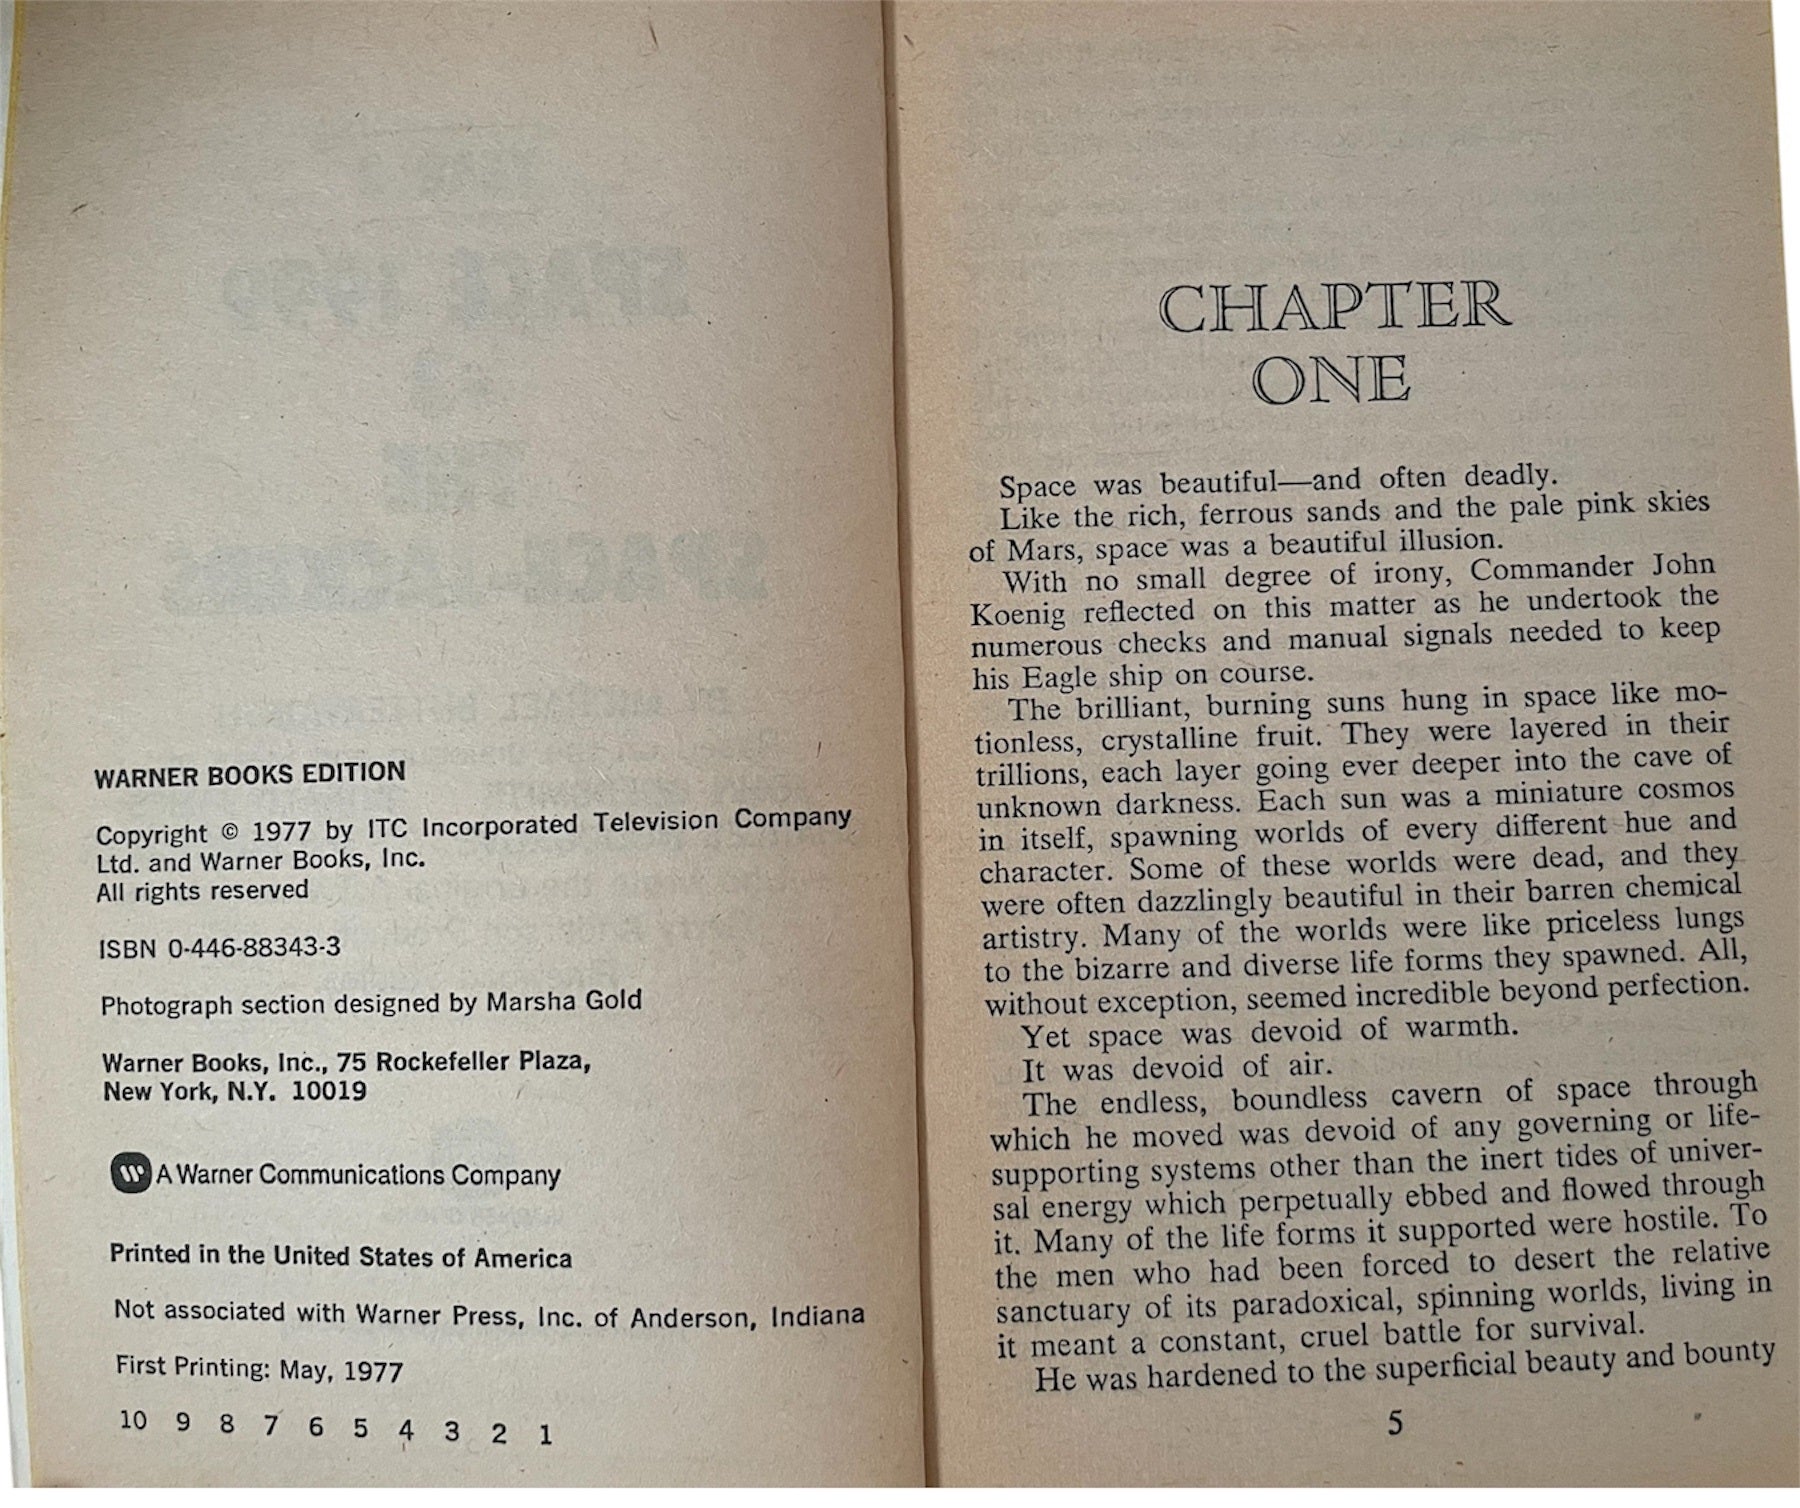 WARNER BOOKS EDITION
Copyright © 1977 by ITC Incorporated Television Company
Ltd. and Warner Books, Inc.
All rights reserved
ISBN 0-446-88343-3
Photograph section designed by Marsha Gold
Warner Books, Inc., 75 Rockefeller Plaza,
New York, N.Y. 10019
A Warner Communications Company
Printed in the United States of America
Not associated with Warner Press, Inc. of Anderson, Indiana
First Printing: May, 1977
10 9 8 7 6 5 4 3 2 1
CHAPTER
ONE
Space was beautiful—and often deadly.
Like the rich, ferrous sands and the pale pink skies
of Mars, space was a beautiful illusion.
With no small degree of irony, Commander John
Koenig reflected on this matter as he undertook the
numerous checks and manual signals needed to keep
his Eagle ship on course.
The brilliant, burning suns hung in space like mo-
tionless, crystalline fruit. They were layered in their
trillions, each layer going ever deeper into the cave of
unknown darkness. Each sun was a miniature cosmos
in itself, spawning worlds of every different hue and
character. Some of these worlds were dead, and they
were often dazzlingly beautiful in their barren chemical
artistry. Many of the worlds were like priceless lungs
to the bizarre and diverse life forms they spawned. All,
without exception, seemed incredible beyond perfection.
Yet space was devoid of warmth.
It was devoid of air.
The endless, boundless cavern of space through
which he moved was devoid of any governing or life-
supporting systems other than the inert tides of univer-
sal energy which perpetually ebbed and flowed through
it. Many of the life forms it supported were hostile. To
the men who had been forced to desert the relative
sanctuary of its paradoxical, spinning worlds, living in
it meant a constant, cruel battle for survival.
He was hardened to the superficial beauty and bounty
5